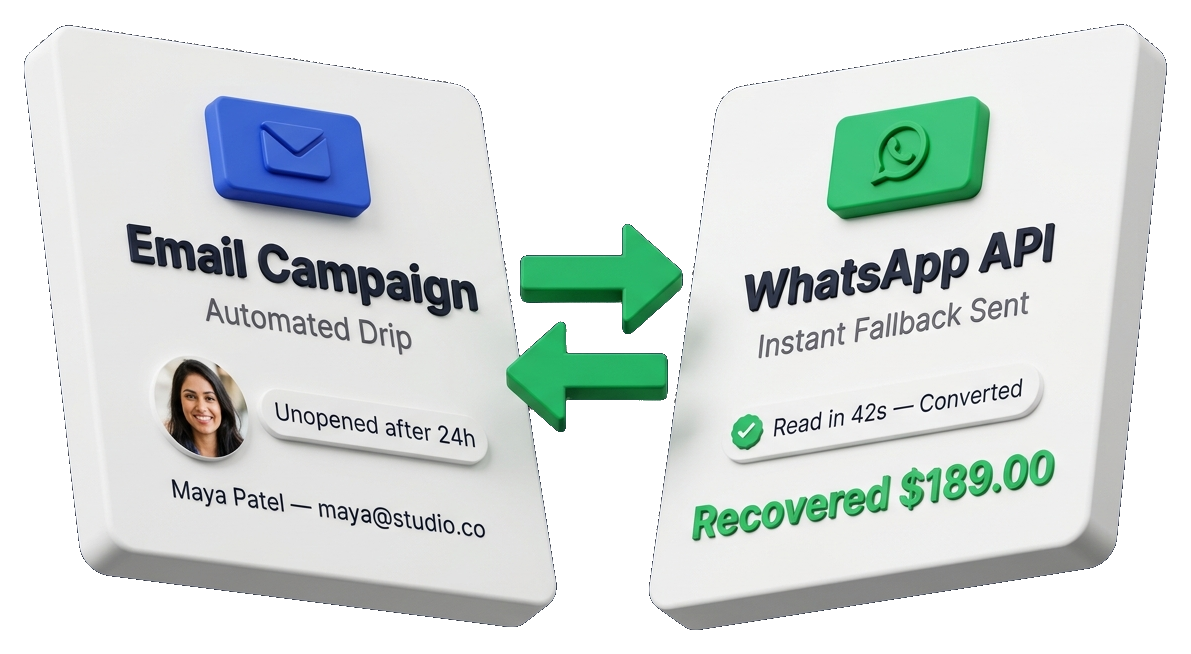 Email Campaign
Automated Drip
Unopened after 24h
Maya Patel — maya@studio.co
WhatsApp API
Instant Fallback Sent
Read in 42s — Converted
Recovered $189.00